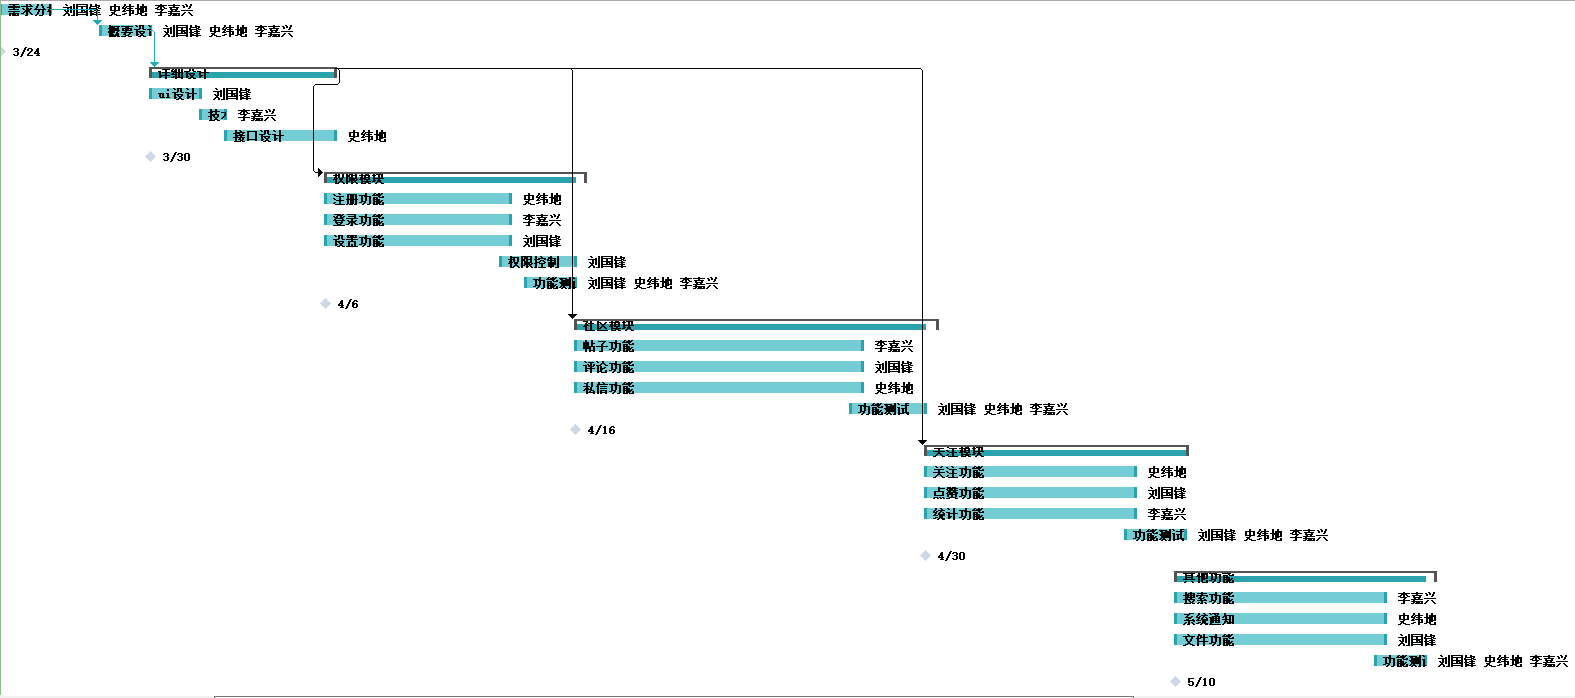 需求分 刘国锋 史纬地 李嘉兴
概要设计 刘国锋 史纬地 李嘉兴
3/24
详细设计
ui设计 刘国锋
技 李嘉兴
接口设计 史纬地
3/30
权限模块
注册功能 史纬地
登录功能 李嘉兴
设置功能 刘国锋
权限控制 刘国锋
功能测 刘国锋 史纬地 李嘉兴
4/6
社区模块
帖子功能 李嘉兴
评论功能 刘国锋
私信功能 史纬地
功能测试 刘国锋 史纬地 李嘉兴
4/16
关注模块
关注功能 史纬地
点赞功能 刘国锋
统计功能 李嘉兴
功能测试 刘国锋 史纬地 李嘉兴
4/30
其他功能
搜索功能 李嘉兴
系统通知 史纬地
文件功能 刘国锋
功能测 刘国锋 史纬地 李嘉兴
5/10